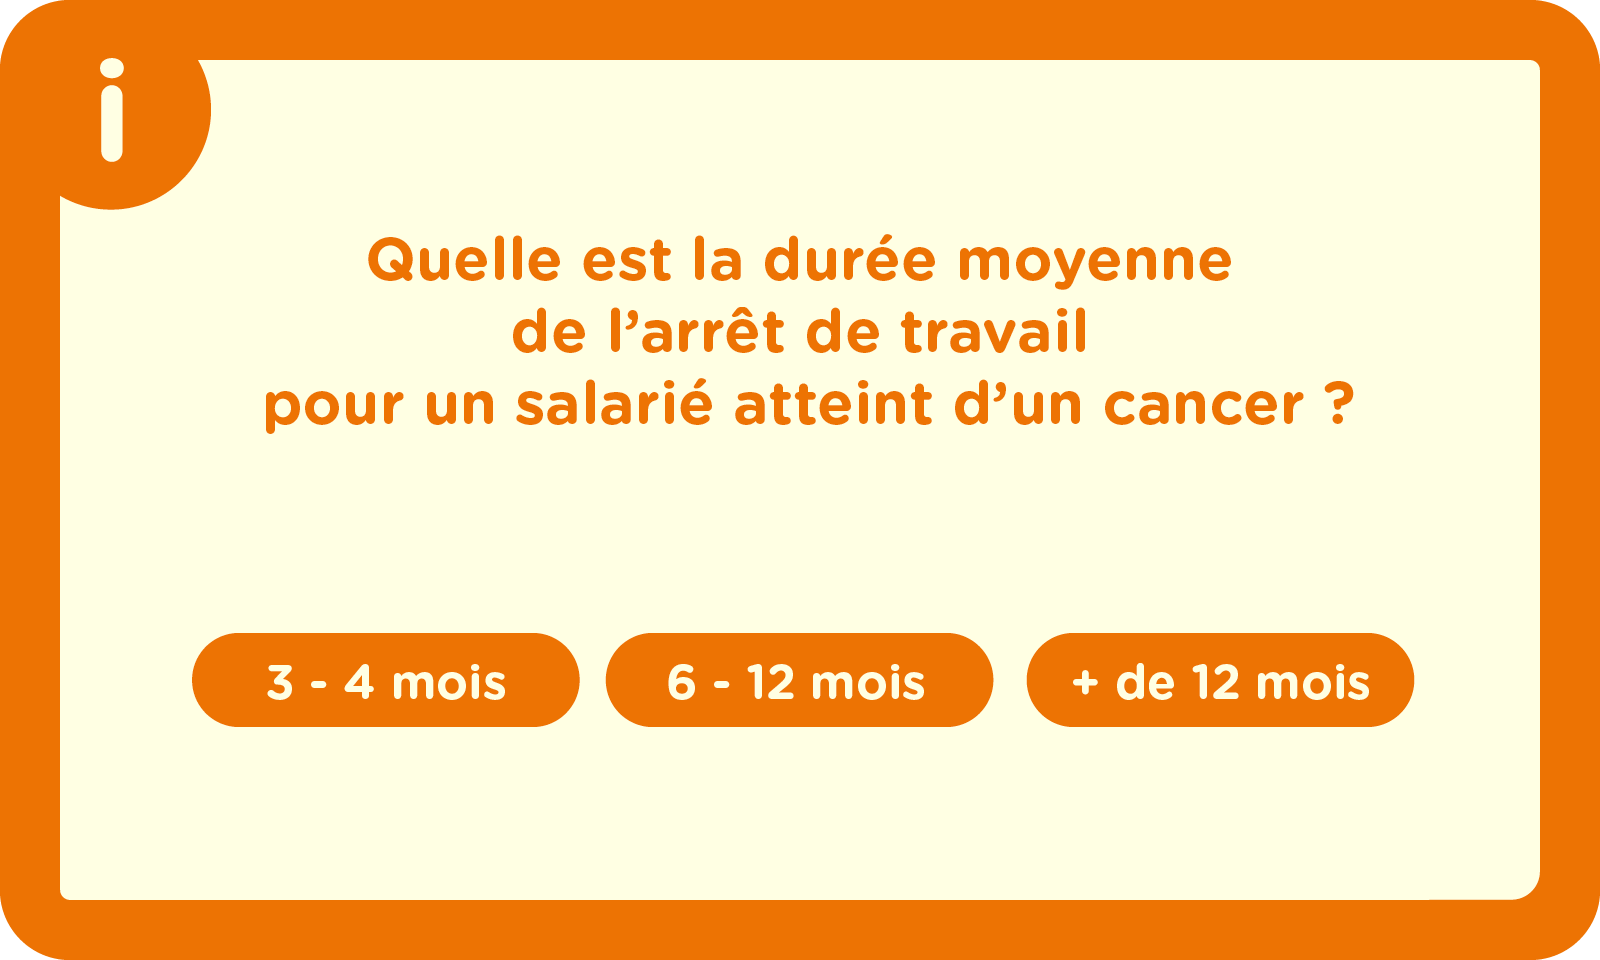 i
Quelle est la durée moyenne
de l’arrêt de travail
pour un salarié atteint d’un cancer ?
3 - 4 mois
6 - 12 mois
+ de 12 mois